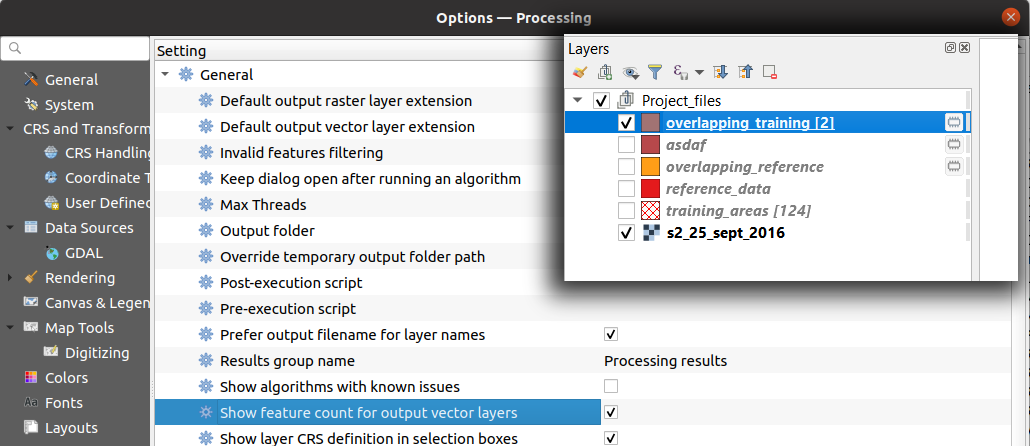 Options — Processing
General
System
CRS and Transform
CRS Handling
Coordinate T
User Define
Data Sources
GDAL
Rendering
Canvas & Legen
Map Tools
Digitizing
Colors
Fonts
Layouts
Setting
General
Default output raster layer extension
Default output vector layer extension
Invalid features filtering
Keep dialog open after running an algorithm
Max Threads
Output folder
Override temporary output folder path
Post-execution script
Pre-execution script
Prefer output filename for layer names
Results group name Processing results
Show algorithms with known issues
Show feature count for output vector layers
Show layer CRS definition in selection boxes
Layers
Project_files
overlapping_training [2]
asdaf
overlapping_reference
reference_data
training_areas [124]
s2_25_sept_2016